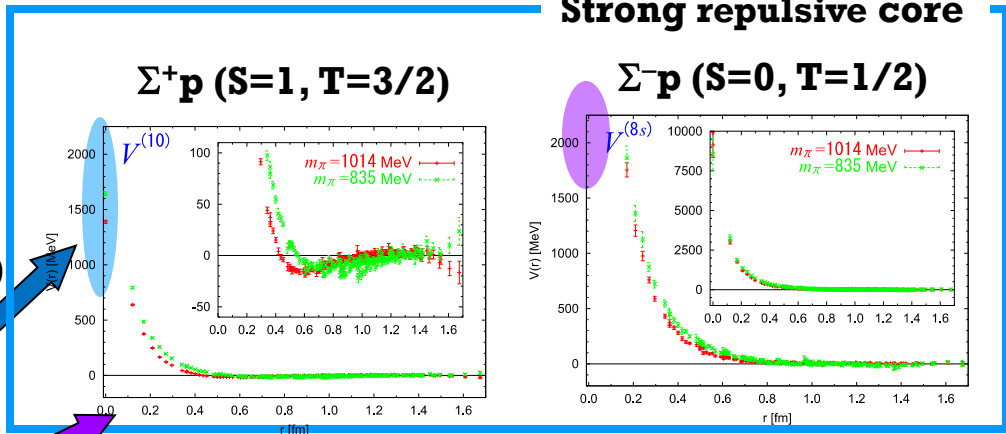 Strong repulsive core
Σ⁺p (S=1, T=3/2)
Σ⁻p (S=0, T=1/2)
V(10)
2000
1500
1000
500
0
V(r) [MeV]
0.0 0.2 0.4 0.6 0.8 1.0 1.2 1.4 1.6
r [fm]
mπ=1014 MeV
mπ=835 MeV
100
50
0
-50
0.0 0.2 0.4 0.6 0.8 1.0 1.2 1.4 1.6
V(8s)
2000
1500
1000
500
0
V(r) [MeV]
0.0 0.2 0.4 0.6 0.8 1.0 1.2 1.4 1.6
r [fm]
mπ=1014 MeV
mπ=835 MeV
10000
7500
5000
2500
0
0.0 0.2 0.4 0.6 0.8 1.0 1.2 1.4 1.6